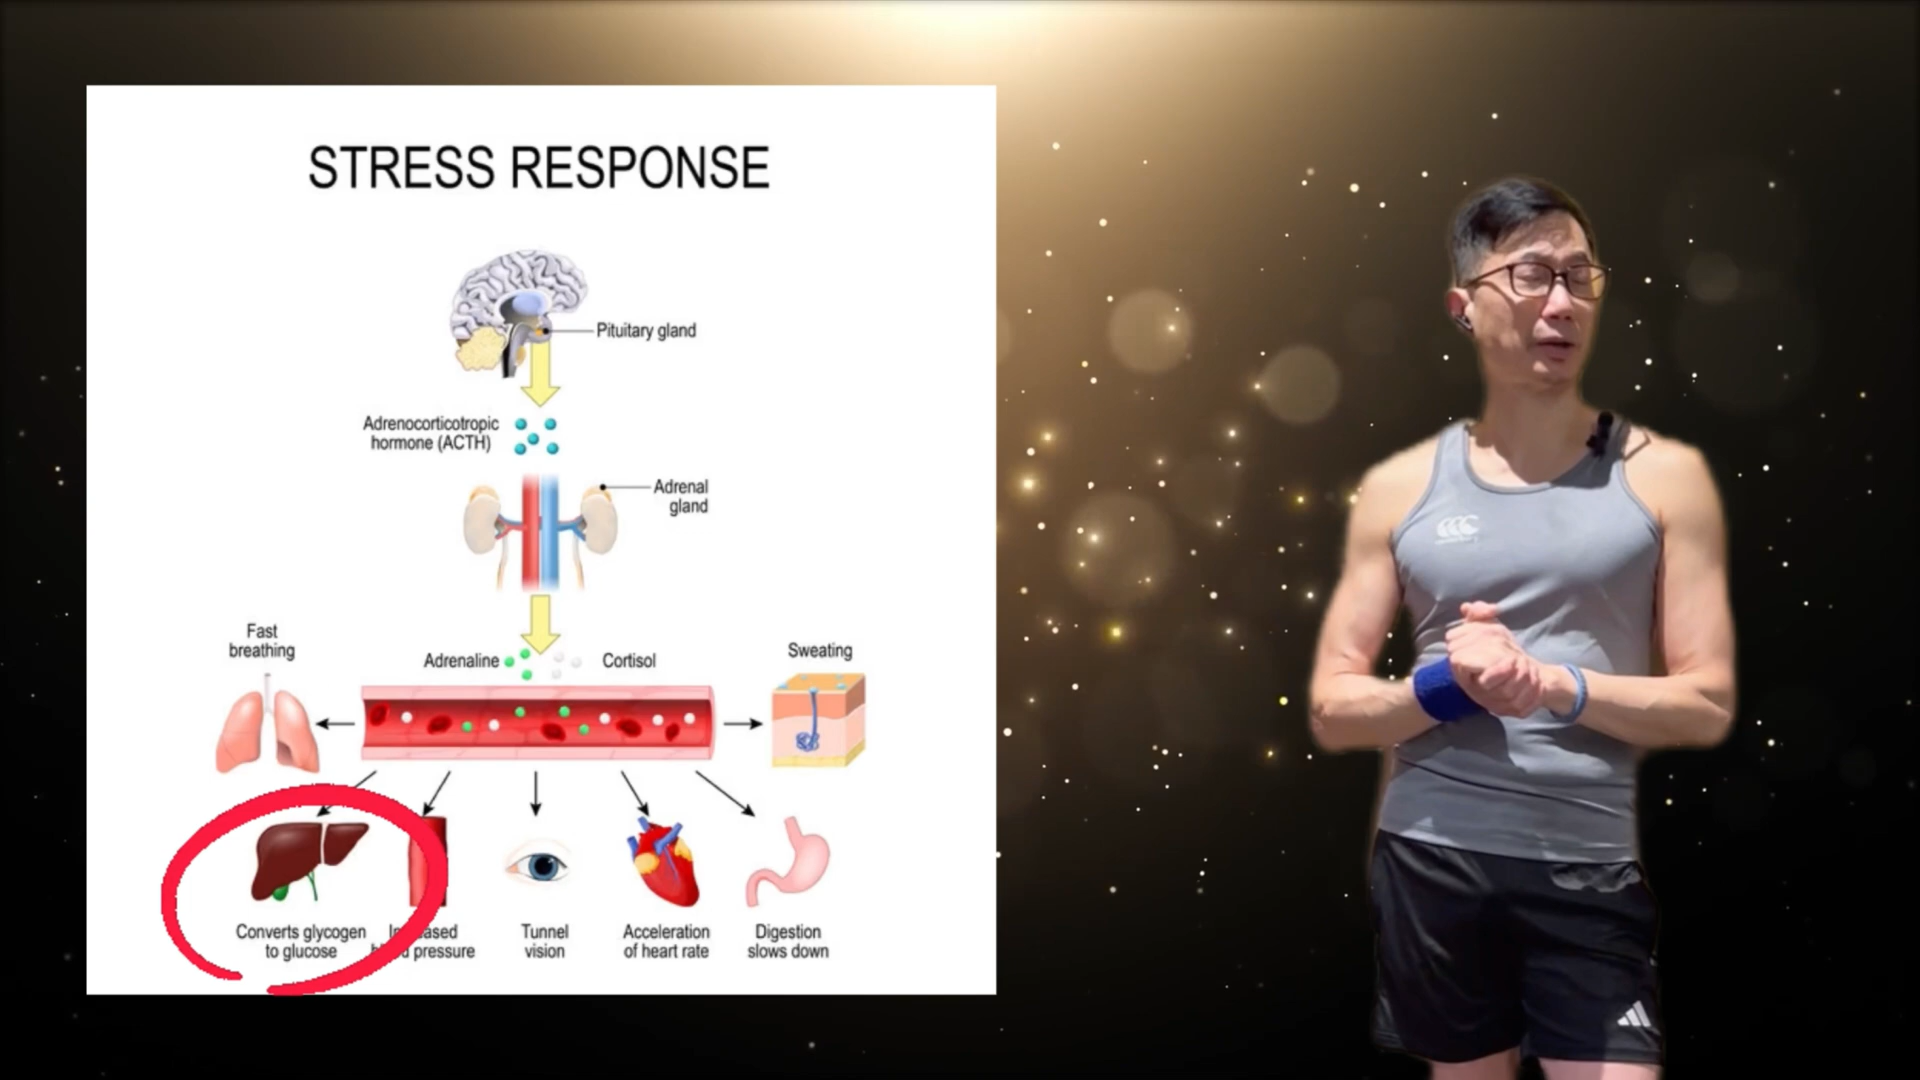 STRESS RESPONSE
Pituitary gland
Adrenocorticotropic
hormone (ACTH)
Adrenal
gland
Fast
breathing
Adrenaline
Cortisol
Sweating
Converts glycogen
to glucose
pressure
Tunnel
vision
Acceleration
of heart rate
Digestion
slows down